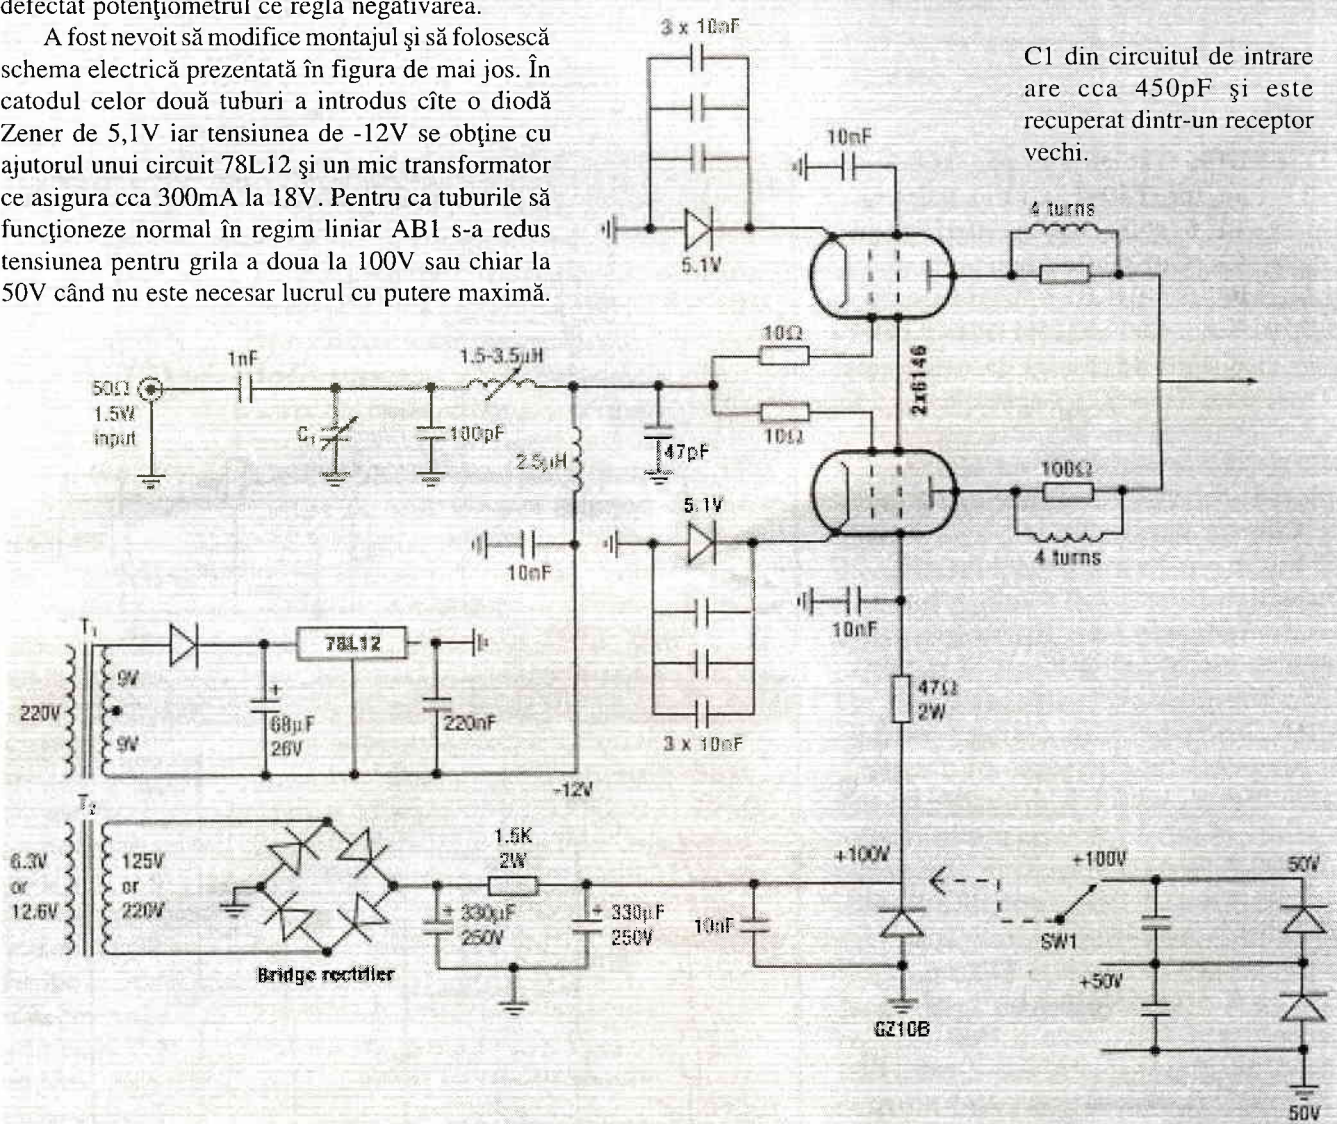 defectat potențiometrul ce regla negativarea.
A fost nevoit să modifice montajul și să folosescă
schema electrică prezentată în figura de mai jos. În
catodul celor două tuburi a introdus cîte o diodă
Zener de 5,1V iar tensiunea de -12V se obține cu
ajutorul unui circuit 78L12 și un mic transformator
ce asigura cca 300mA la 18V. Pentru ca tuburile să
funcționeze normal în regim liniar AB1 s-a redus
tensiunea pentru grila a doua la 100V sau chiar la
50V când nu este necesar lucrul cu putere maximă.
C1 din circuitul de intrare
are cca 450pF și este
recuperat dintr-un receptor
vechi.
3 x 10nF
10nF
4 turns
5.1V
10Ω
2x6146
1nF
1.5-3.5µH
50Ω
1.5W
input
C1
100pF
2.5µH
47pF
10Ω
100Ω
5.1V
4 turns
10nF
10nF
T1
78L12
9V
220V
9V
68µF
26V
220nF
47Ω
2W
3 x 10nF
-12V
T2
6.3V
or
12.6V
125V
or
220V
1.5K
2W
+100V
+100V
50V
330µF
250V
330µF
250V
10nF
SW1
+50V
Bridge rectifier
GZ10B
50V